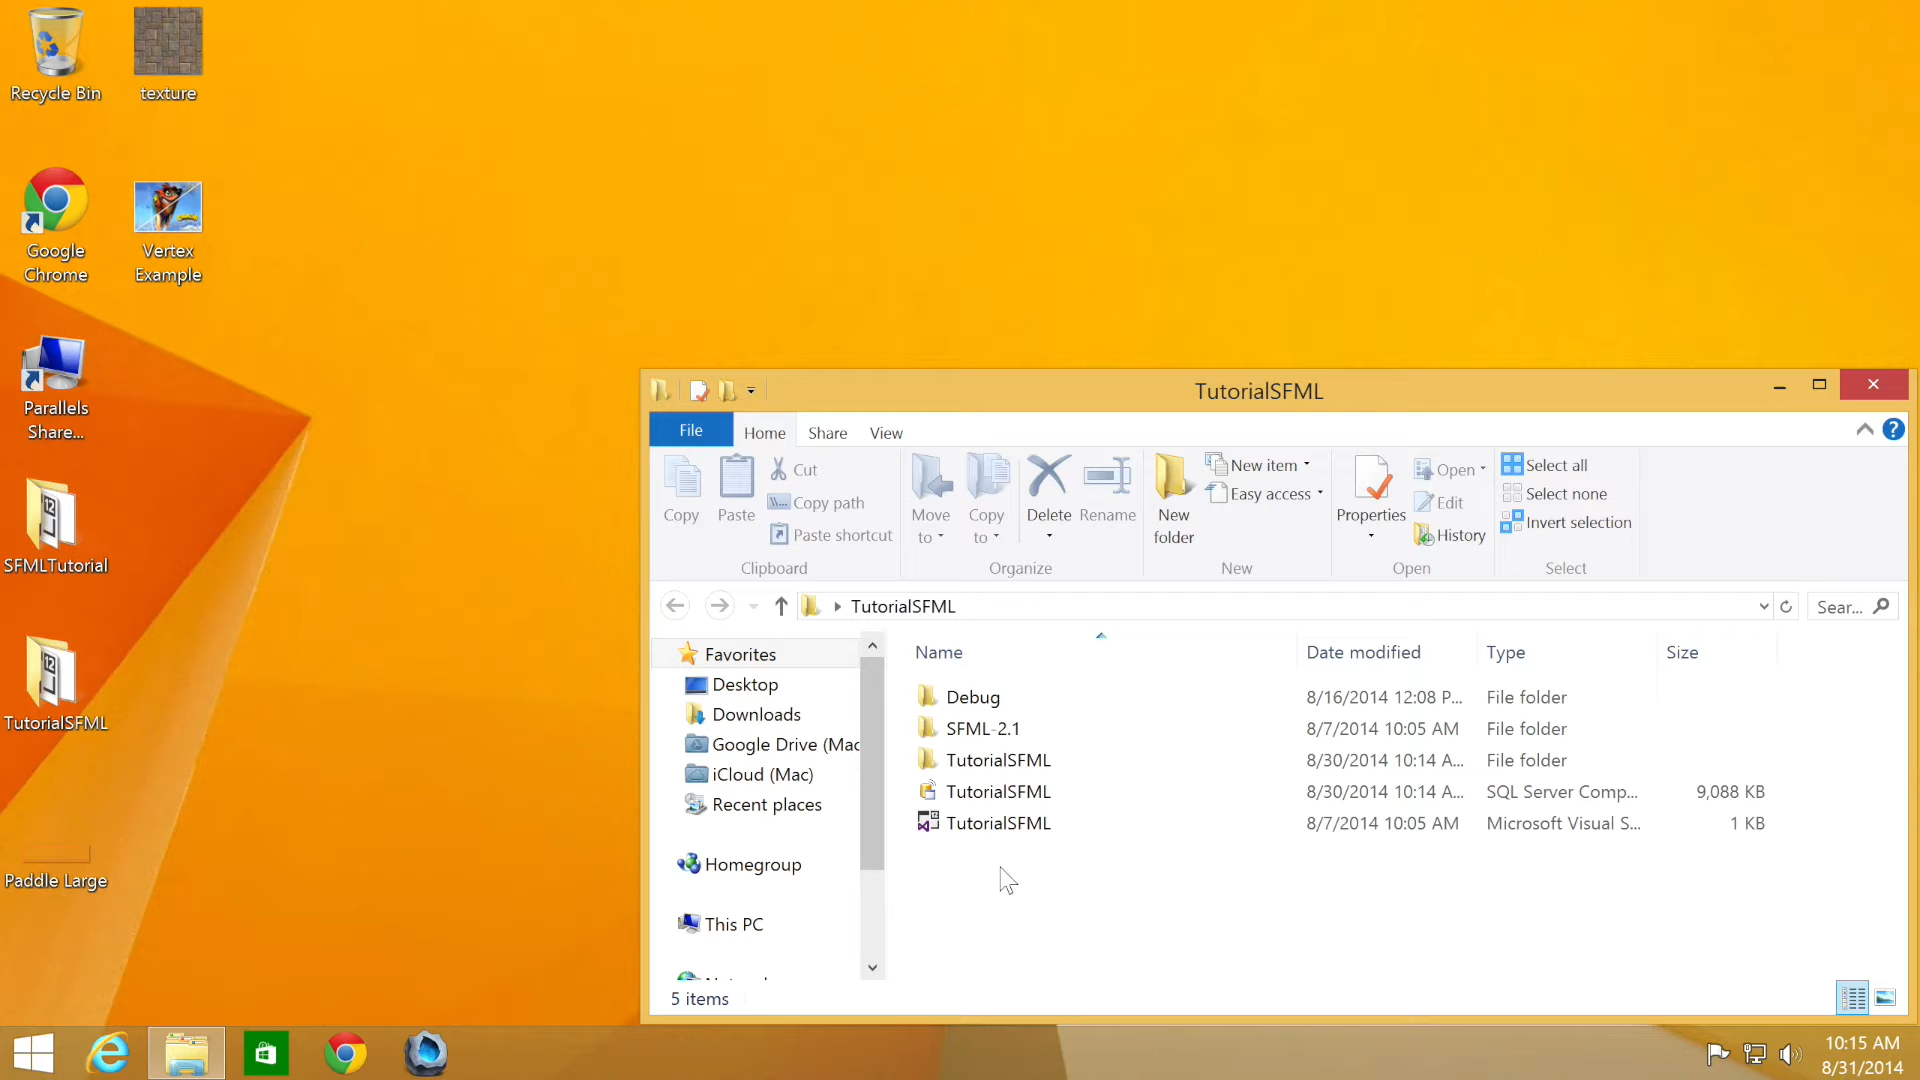 Recycle Bin
texture
Google
Chrome
Vertex
Example
Parallels
Share...
SFMLTutorial
TutorialSFML
Paddle Large
TutorialSFML
File
Home
Share
View
?
Copy
Paste
Cut
Copy path
Paste shortcut
Clipboard
Move
to
Copy
to
Delete
Rename
Organize
New
folder
New item
Easy access
New
Properties
Open
Edit
History
Open
Select all
Select none
Invert selection
Select
TutorialSFML
Sear...
Favorites
Desktop
Downloads
Google Drive (Mac
iCloud (Mac)
Recent places
Homegroup
This PC
Name Date modified Type Size
Debug 8/16/2014 12:08 P... File folder
SFML-2.1 8/7/2014 10:05 AM File folder
TutorialSFML 8/30/2014 10:14 A... File folder
TutorialSFML 8/30/2014 10:14 A... SQL Server Comp... 9,088 KB
TutorialSFML 8/7/2014 10:05 AM Microsoft Visual S... 1 KB
5 items
10:15 AM
8/31/2014